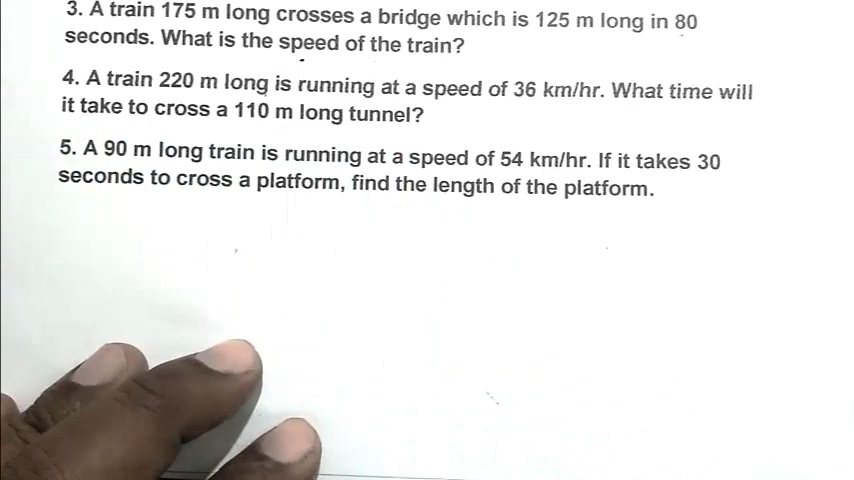 3. A train 175 m long crosses a bridge which is 125 m long in 80
seconds. What is the speed of the train?
4. A train 220 m long is running at a speed of 36 km/hr. What time will
it take to cross a 110 m long tunnel?
5. A 90 m long train is running at a speed of 54 km/hr. If it takes 30
seconds to cross a platform, find the length of the platform.